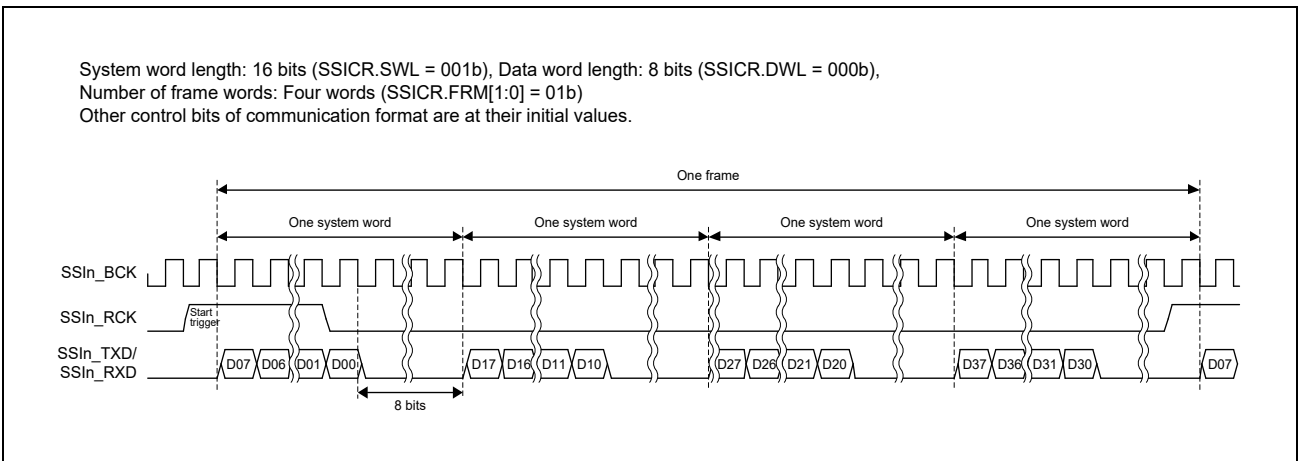 System word length: 16 bits (SSICR.SWL = 001b), Data word length: 8 bits (SSICR.DWL = 000b),
Number of frame words: Four words (SSICR.FRM[1:0] = 01b)
Other control bits of communication format are at their initial values.
One frame
One system word One system word One system word One system word
SSIn_BCK
SSIn_RCK
Start
trigger
SSIn_TXD/
SSIn_RXD
D07 D06 D01 D00 D17 D16 D11 D10 D27 D26 D21 D20 D37 D36 D31 D30 D07
8 bits